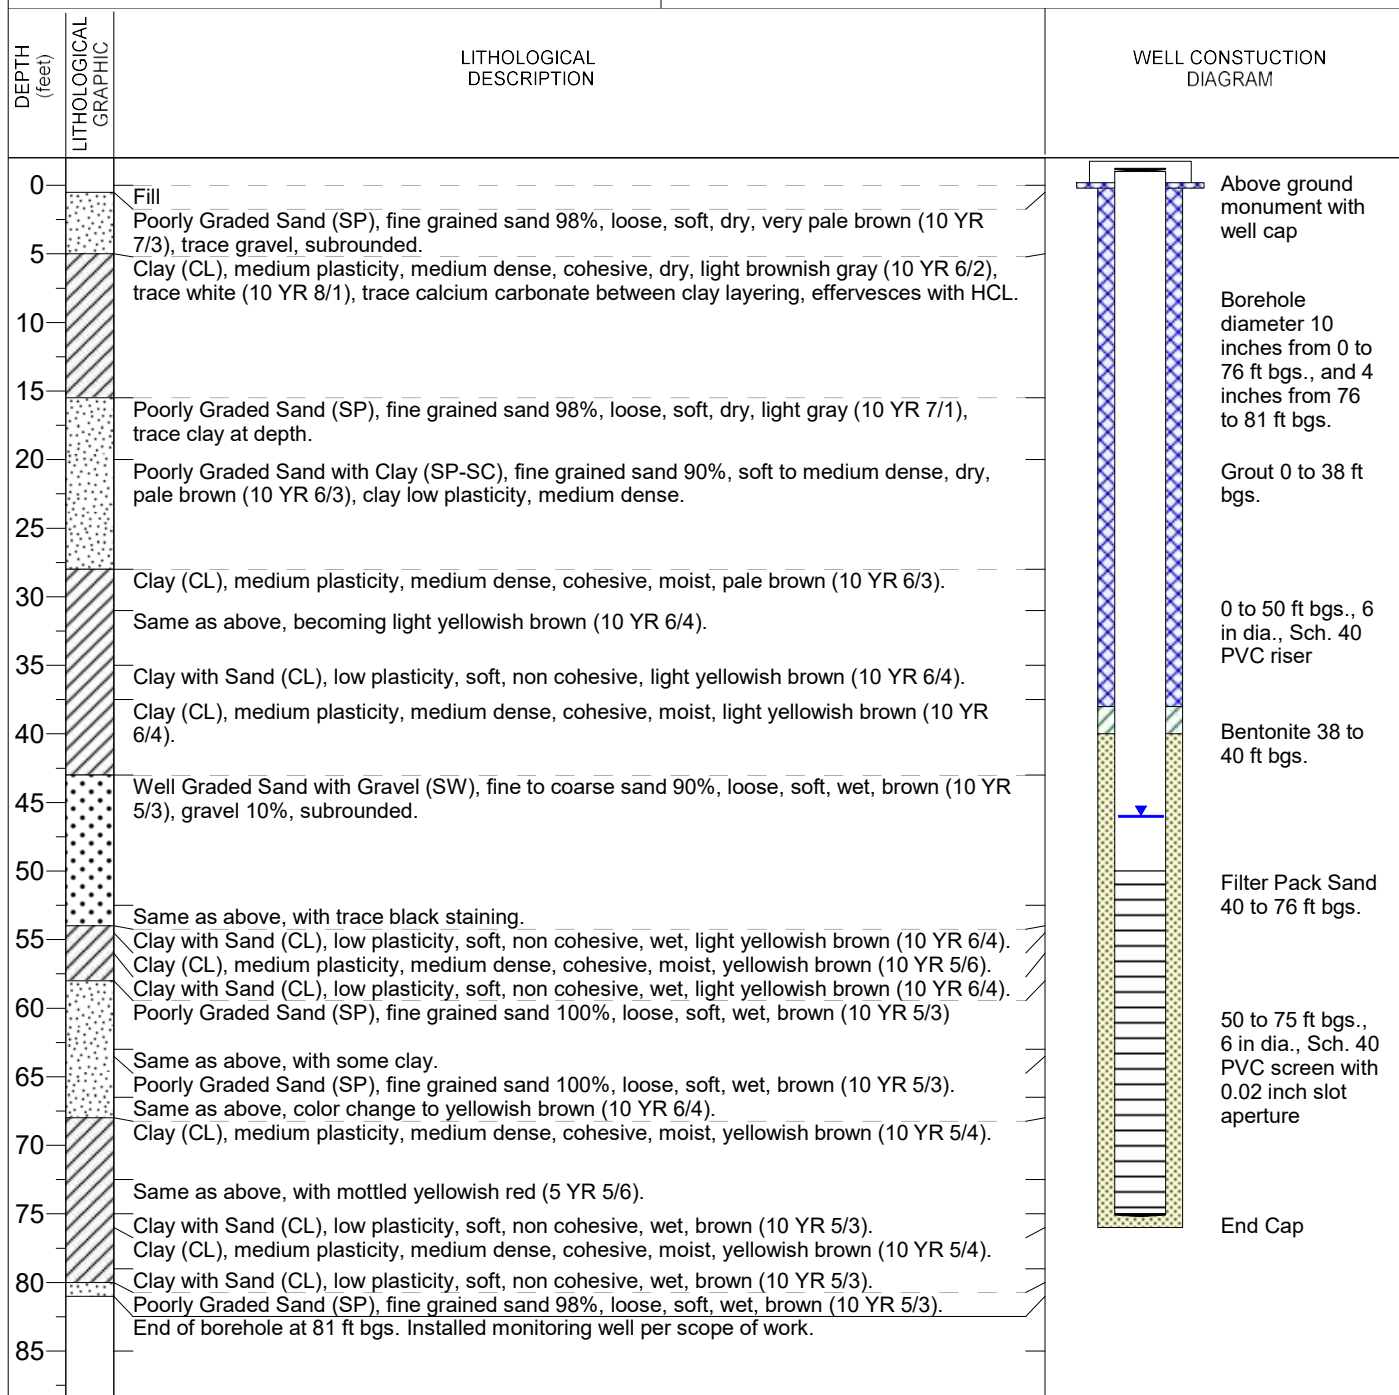 DEPTH
(feet)
LITHOLOGICAL
GRAPHIC
LITHOLOGICAL
DESCRIPTION
WELL CONSTUCTION
DIAGRAM
0
5
10
15
20
25
30
35
40
45
50
55
60
65
70
75
80
85
Fill
Poorly Graded Sand (SP), fine grained sand 98%, loose, soft, dry, very pale brown (10 YR
7/3), trace gravel, subrounded.
Clay (CL), medium plasticity, medium dense, cohesive, dry, light brownish gray (10 YR 6/2),
trace white (10 YR 8/1), trace calcium carbonate between clay layering, effervesces with HCL.
Poorly Graded Sand (SP), fine grained sand 98%, loose, soft, dry, light gray (10 YR 7/1),
trace clay at depth.
Poorly Graded Sand with Clay (SP-SC), fine grained sand 90%, soft to medium dense, dry,
pale brown (10 YR 6/3), clay low plasticity, medium dense.
Clay (CL), medium plasticity, medium dense, cohesive, moist, pale brown (10 YR 6/3).
Same as above, becoming light yellowish brown (10 YR 6/4).
Clay with Sand (CL), low plasticity, soft, non cohesive, light yellowish brown (10 YR 6/4).
Clay (CL), medium plasticity, medium dense, cohesive, moist, light yellowish brown (10 YR
6/4).
Well Graded Sand with Gravel (SW), fine to coarse sand 90%, loose, soft, wet, brown (10 YR
5/3), gravel 10%, subrounded.
Same as above, with trace black staining.
Clay with Sand (CL), low plasticity, soft, non cohesive, wet, light yellowish brown (10 YR 6/4).
Clay (CL), medium plasticity, medium dense, cohesive, moist, yellowish brown (10 YR 5/6).
Clay with Sand (CL), low plasticity, soft, non cohesive, wet, light yellowish brown (10 YR 6/4).
Poorly Graded Sand (SP), fine grained sand 100%, loose, soft, wet, brown (10 YR 5/3)
Same as above, with some clay.
Poorly Graded Sand (SP), fine grained sand 100%, loose, soft, wet, brown (10 YR 5/3).
Same as above, color change to yellowish brown (10 YR 6/4).
Clay (CL), medium plasticity, medium dense, cohesive, moist, yellowish brown (10 YR 5/4).
Same as above, with mottled yellowish red (5 YR 5/6).
Clay with Sand (CL), low plasticity, soft, non cohesive, wet, brown (10 YR 5/3).
Clay (CL), medium plasticity, medium dense, cohesive, moist, yellowish brown (10 YR 5/4).
Clay with Sand (CL), low plasticity, soft, non cohesive, wet, brown (10 YR 5/3).
Poorly Graded Sand (SP), fine grained sand 98%, loose, soft, wet, brown (10 YR 5/3).
End of borehole at 81 ft bgs. Installed monitoring well per scope of work.
Above ground
monument with
well cap
Borehole
diameter 10
inches from 0 to
76 ft bgs., and 4
inches from 76
to 81 ft bgs.
Grout 0 to 38 ft
bgs.
0 to 50 ft bgs., 6
in dia., Sch. 40
PVC riser
Bentonite 38 to
40 ft bgs.
Filter Pack Sand
40 to 76 ft bgs.
50 to 75 ft bgs.,
6 in dia., Sch. 40
PVC screen with
0.02 inch slot
aperture
End Cap